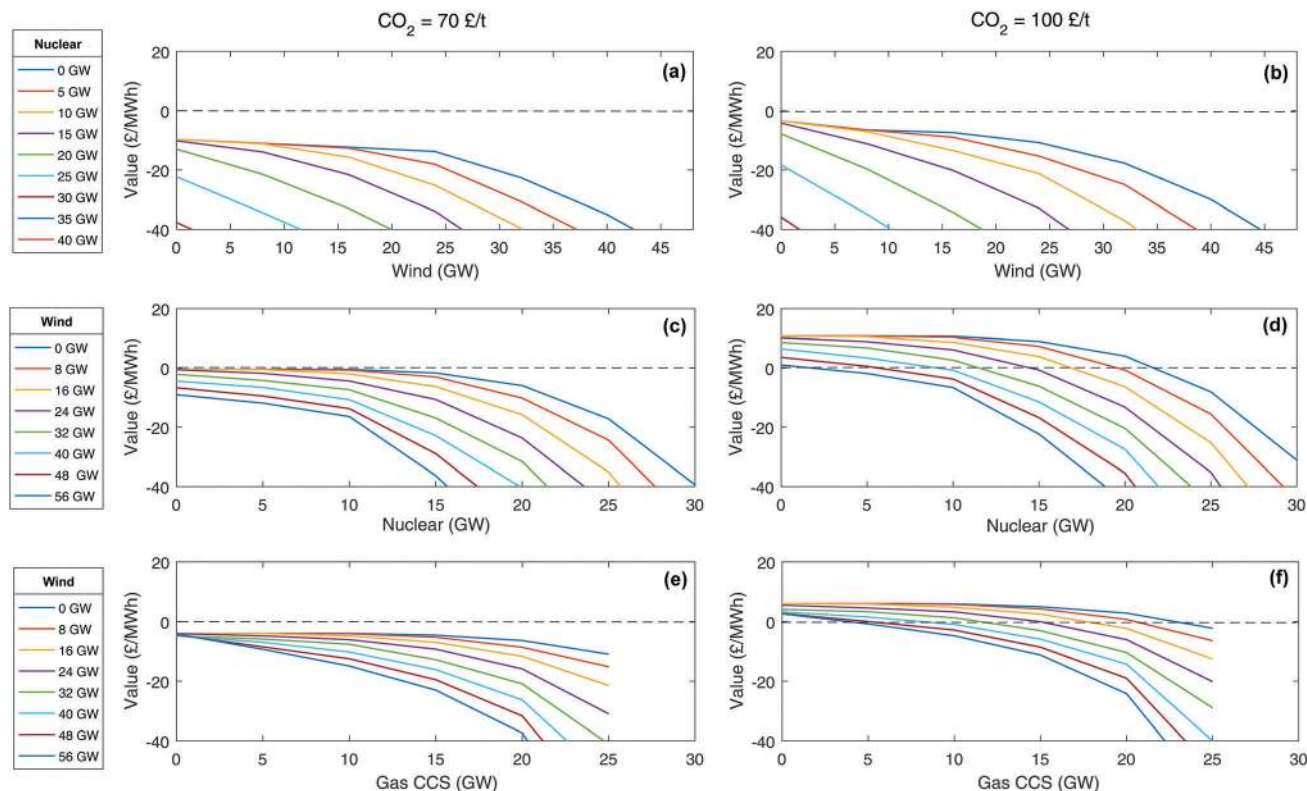 CO2 = 70 £/t
CO2 = 100 £/t
Nuclear
0 GW
5 GW
10 GW
15 GW
20 GW
25 GW
30 GW
35 GW
40 GW
Value (£/MWh)
20
0
-20
-40
(a)
0 5 10 15 20 25 30 35 40 45
Wind (GW)
Value (£/MWh)
20
0
-20
-40
(b)
0 5 10 15 20 25 30 35 40 45
Wind (GW)
Wind
0 GW
8 GW
16 GW
24 GW
32 GW
40 GW
48 GW
56 GW
Value (£/MWh)
20
0
-20
-40
(c)
0 5 10 15 20 25 30
Nuclear (GW)
Value (£/MWh)
20
0
-20
-40
(d)
0 5 10 15 20 25 30
Nuclear (GW)
Wind
0 GW
8 GW
16 GW
24 GW
32 GW
40 GW
48 GW
56 GW
Value (£/MWh)
20
0
-20
-40
(e)
0 5 10 15 20 25 30
Gas CCS (GW)
Value (£/MWh)
20
0
-20
-40
(f)
0 5 10 15 20 25 30
Gas CCS (GW)